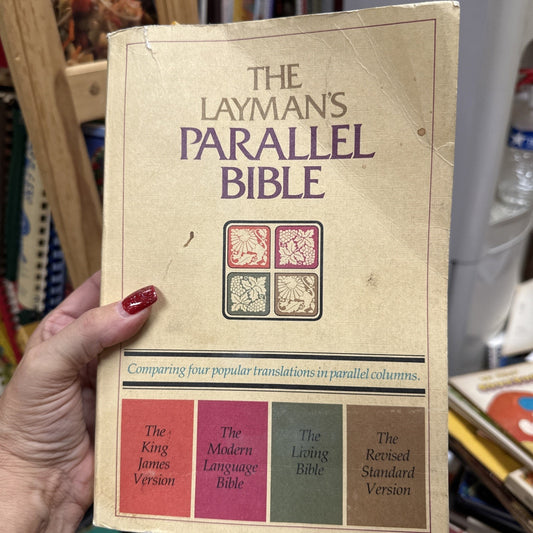 THE
LAYMAN'S
PARALLEL
BIBLE
Comparing four popular translations in parallel columns.
The
King
James
Version
The
Modern
Language
Bible
The
Living
Bible
The
Revised
Standard
Version